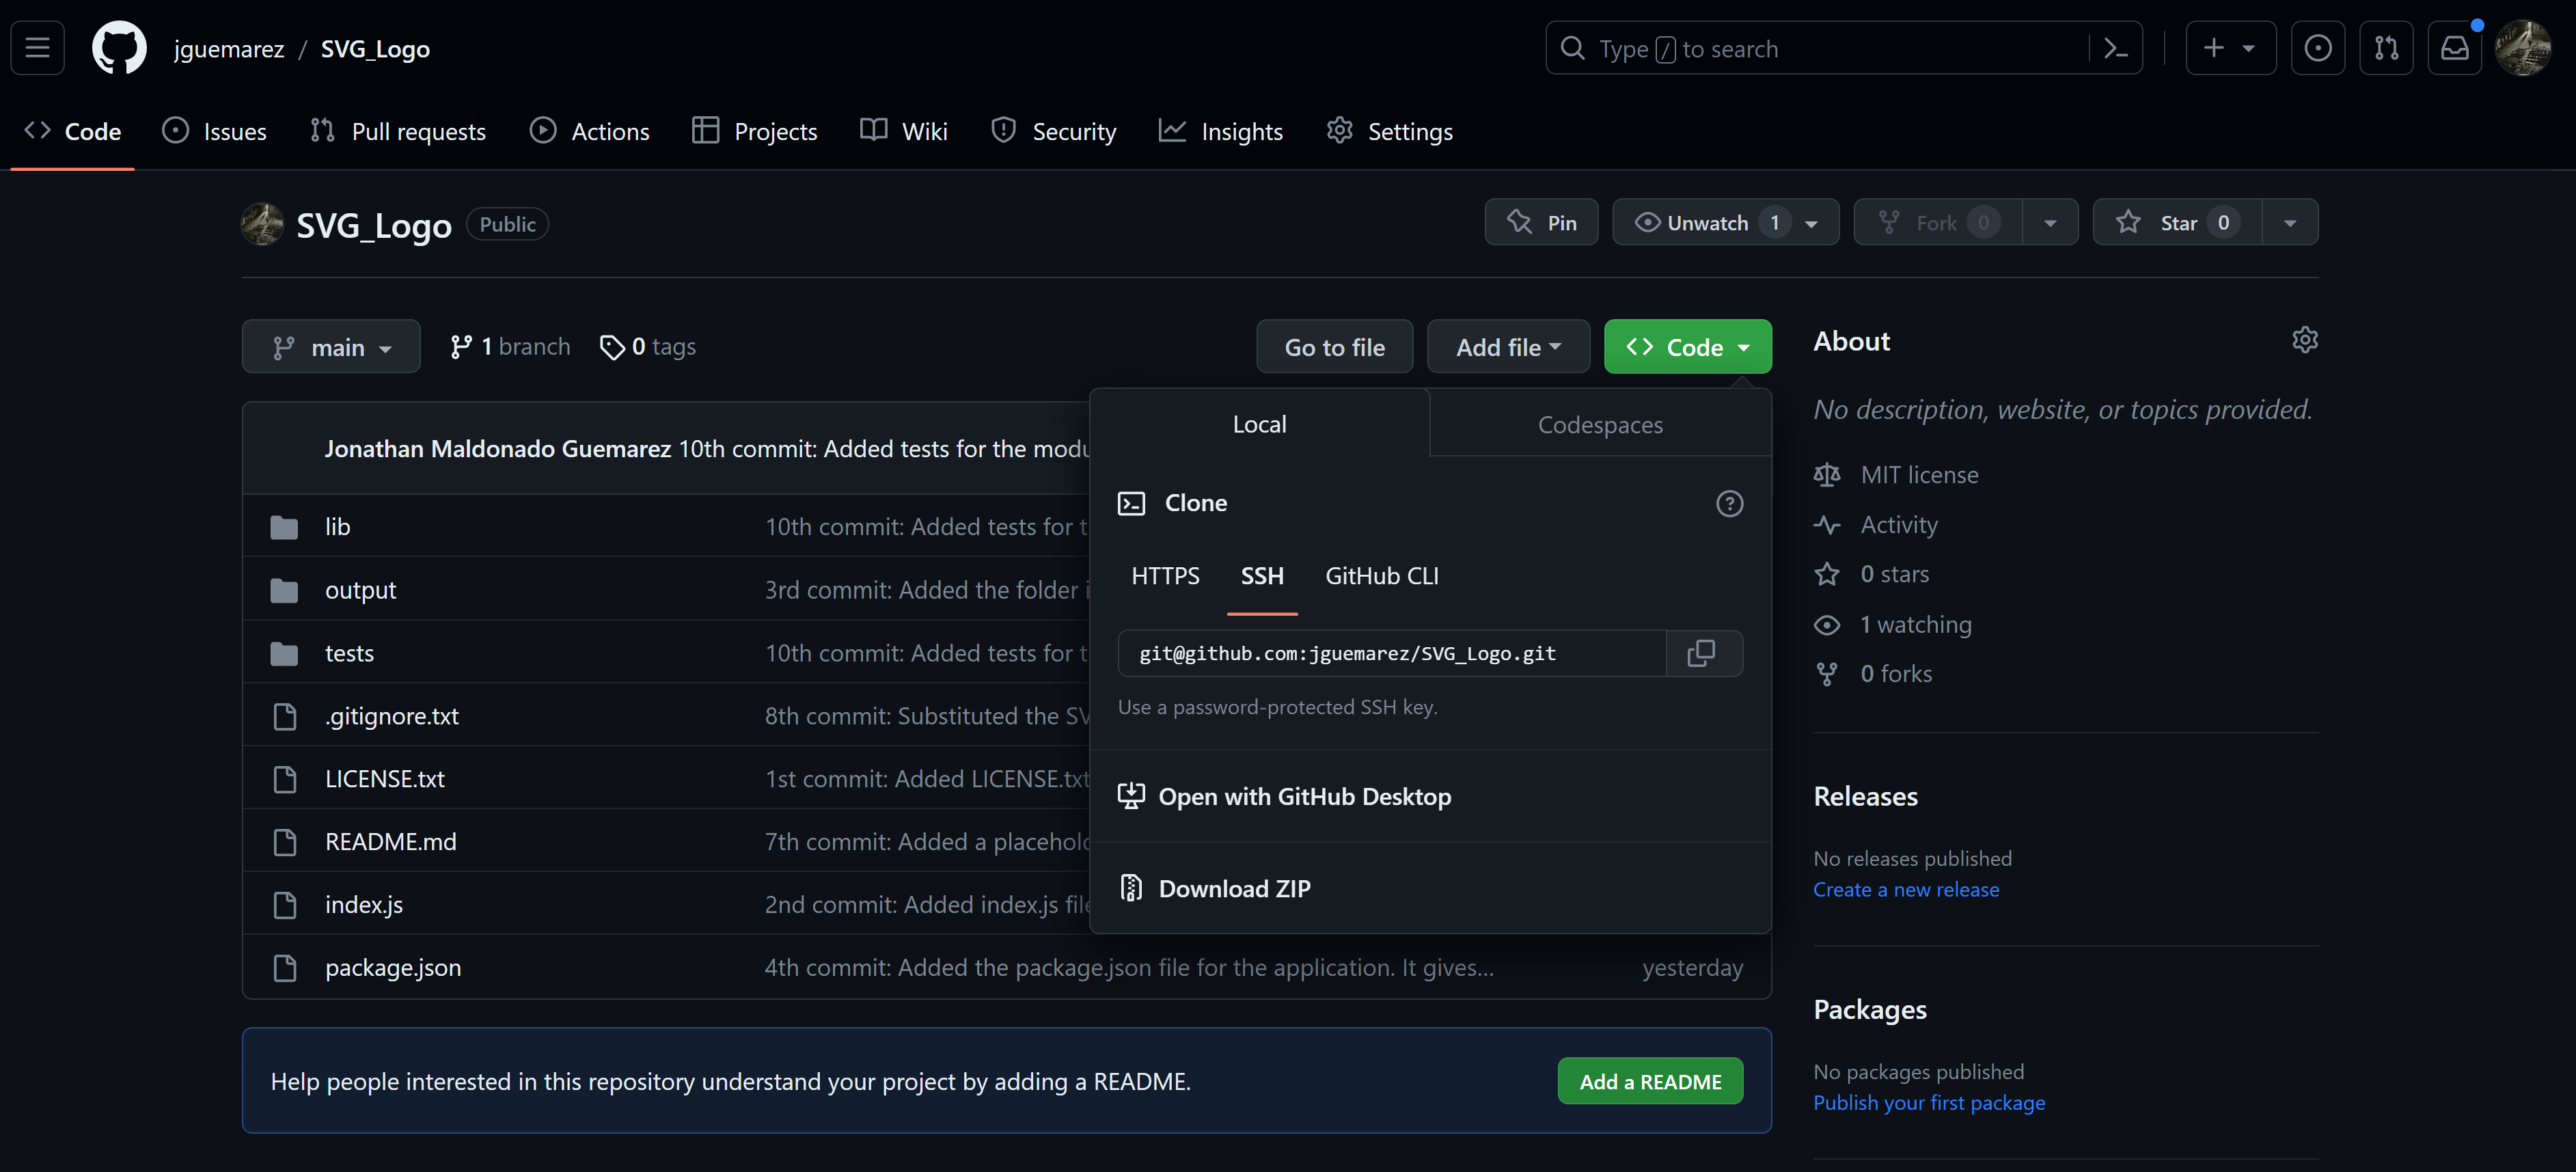 jguemarez / SVG_Logo
Type / to search
Code Issues Pull requests Actions Projects Wiki Security Insights Settings
SVG_Logo Public
Pin Unwatch 1 Fork 0 Star 0
main 1 branch 0 tags
Go to file Add file Code
Jonathan Maldonado Guemarez 10th commit: Added tests for the modu
lib 10th commit: Added tests for t
output 3rd commit: Added the folder i
tests 10th commit: Added tests for t
.gitignore.txt 8th commit: Substituted the SV
LICENSE.txt 1st commit: Added LICENSE.txt
README.md 7th commit: Added a placehold
index.js 2nd commit: Added index.js file
package.json 4th commit: Added the package.json file for the application. It gives... yesterday
Local Codespaces
Clone
HTTPS SSH GitHub CLI
git@github.com:jguemarez/SVG_Logo.git
Use a password-protected SSH key.
Open with GitHub Desktop
Download ZIP
Help people interested in this repository understand your project by adding a README.
Add a README
About
No description, website, or topics provided.
MIT license
Activity
0 stars
1 watching
0 forks
Releases
No releases published
Create a new release
Packages
No packages published
Publish your first package